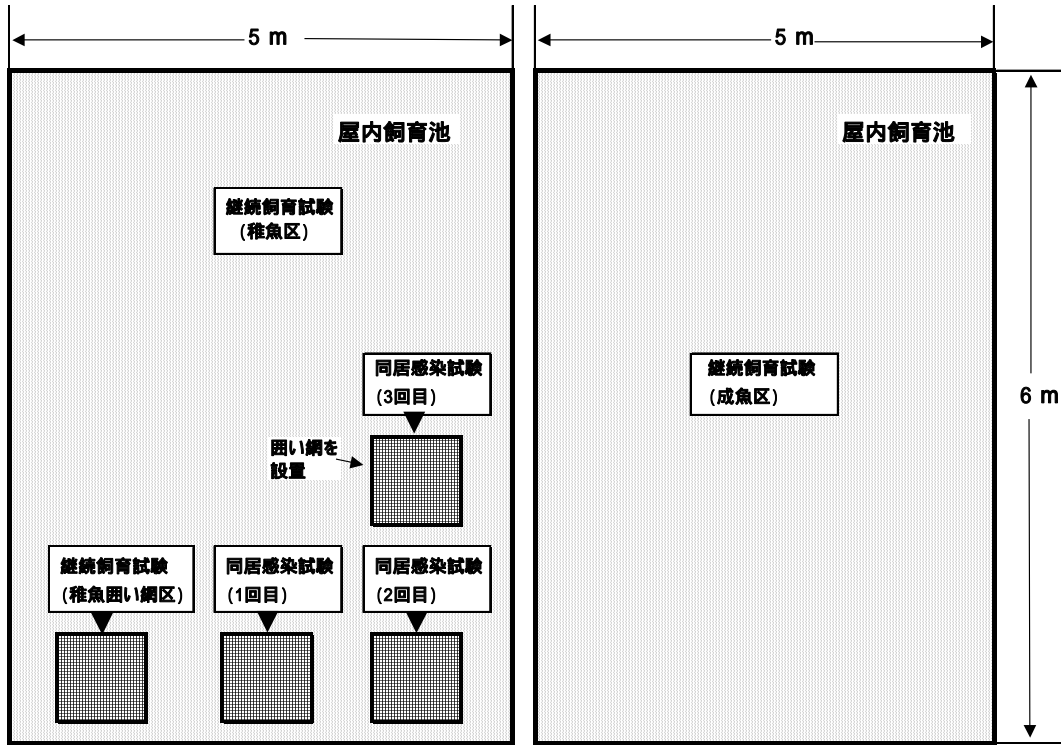 5 m
5 m
屋内飼育池
屋内飼育池
継続飼育試験
(稚魚区)
同居感染試験
(3回目)
継続飼育試験
(成魚区)
6 m
囲い網を
設置
継続飼育試験
(稚魚囲い網区)
同居感染試験
(1回目)
同居感染試験
(2回目)